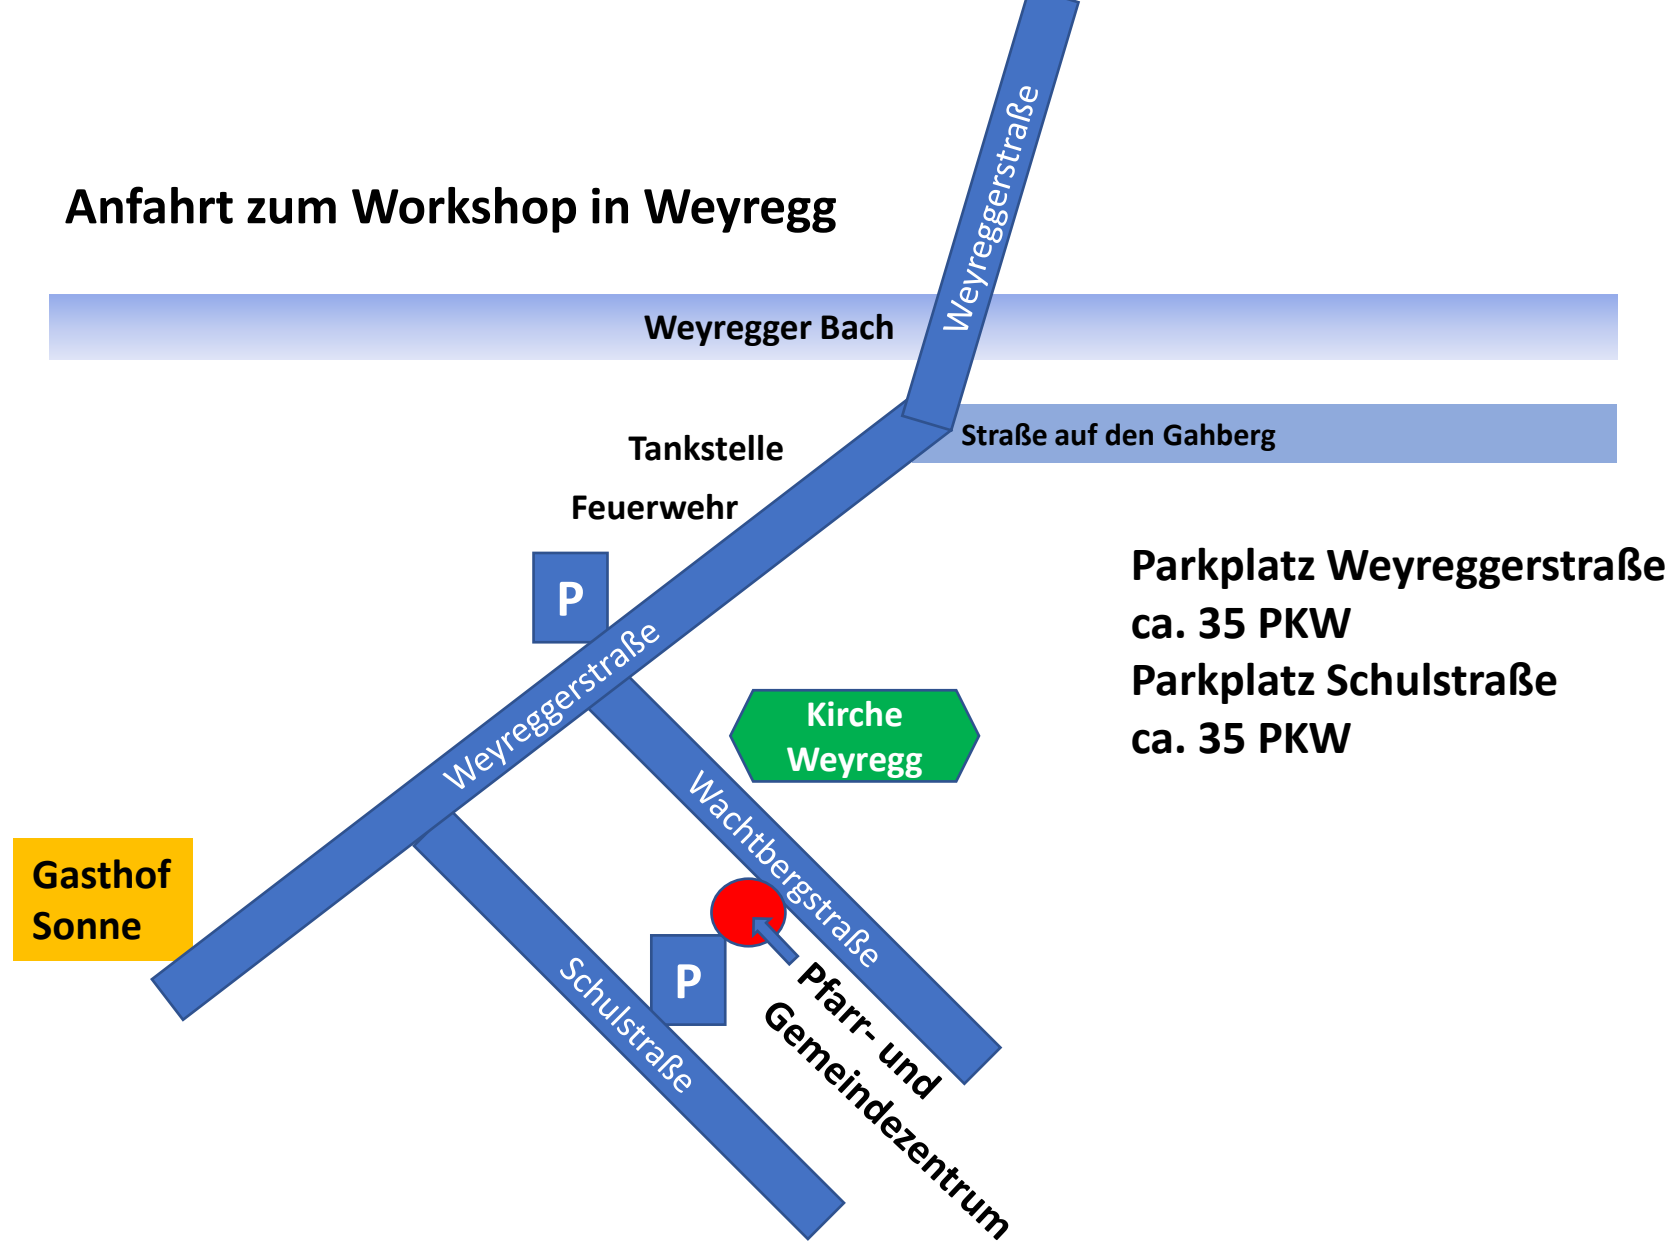 Weyreggerstraße
Anfahrt zum Workshop in Weyregg
Weyregger Bach
Straße auf den Gahberg
Tankstelle
Feuerwehr
P
Weyreggerstraße
Parkplatz Weyreggerstraße
ca. 35 PKW
Parkplatz Schulstraße
ca. 35 PKW
Kirche
Weyregg
Wachtbergstraße
Gasthof
Sonne
P
Schulstraße
Pfarr- und
Gemeindezentrum